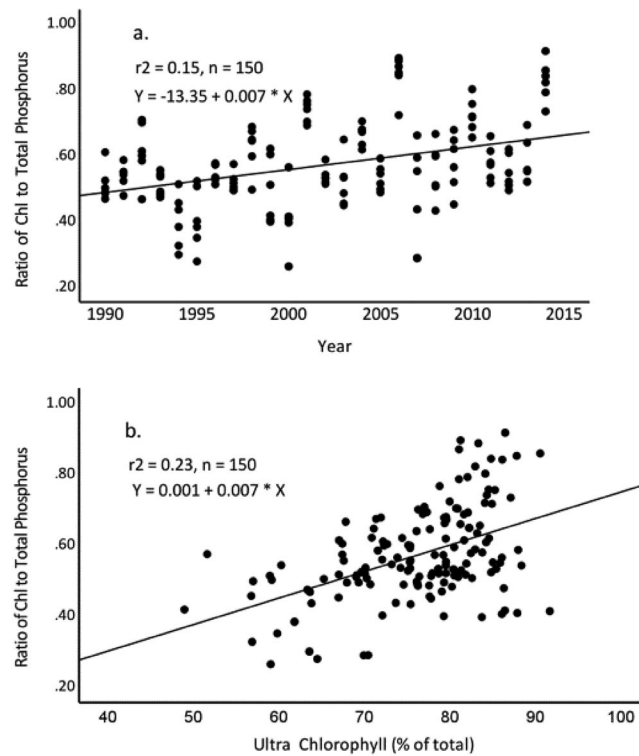 1.00
a.
r2 = 0.15, n = 150
Y = -13.35 + 0.007 * X
.80
.60
.40
.20
Ratio of Chl to Total Phosphorus
1990 1995 2000 2005 2010 2015
Year
1.00
b.
r2 = 0.23, n = 150
Y = 0.001 + 0.007 * X
.80
.60
.40
.20
Ratio of Chl to Total Phosphorus
40 50 60 70 80 90 100
Ultra Chlorophyll (% of total)